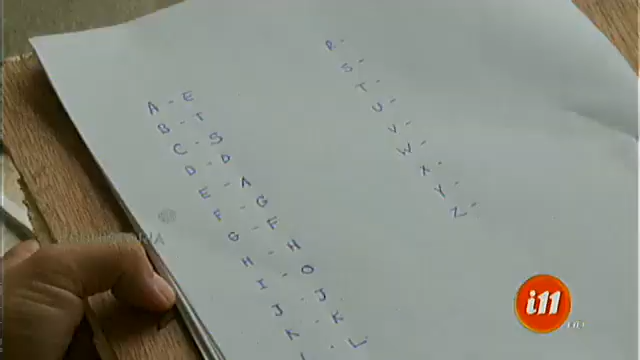 A - E
B - T
C - S
D - D
E - A
F - G
G - F
H - H
I - O
J - J
K - K
L - L
R -
S -
T -
U -
V -
W -
X -
Y -
Z -
i11